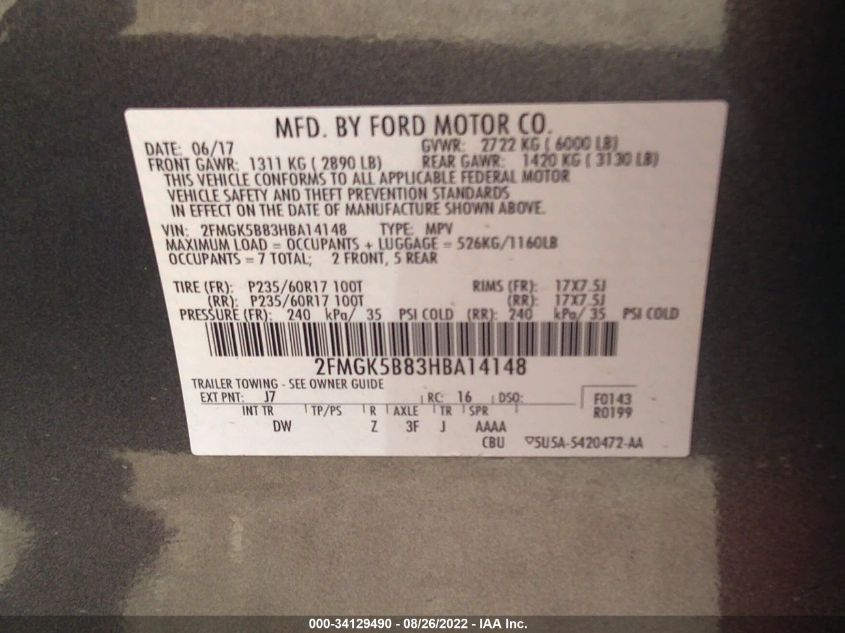 MFD. BY FORD MOTOR CO.
DATE: 06/17 GVWR: 2722 KG ( 6000 LB)
FRONT GAWR: 1311 KG ( 2890 LB) REAR GAWR: 1420 KG ( 3130 LB)
THIS VEHICLE CONFORMS TO ALL APPLICABLE FEDERAL MOTOR
VEHICLE SAFETY AND THEFT PREVENTION STANDARDS
IN EFFECT ON THE DATE OF MANUFACTURE SHOWN ABOVE.
VIN: 2FMGK5B83HBA14148 TYPE: MPV
MAXIMUM LOAD = OCCUPANTS + LUGGAGE = 526KG/1160LB
OCCUPANTS = 7 TOTAL; 2 FRONT, 5 REAR
TIRE (FR): P235/60R17 100T RIMS (FR): 17X7.5J
(RR): P235/60R17 100T (RR): 17X7.5J
PRESSURE (FR): 240 kPa/ 35 PSI COLD (RR): 240 kPa/ 35 PSI COLD
2FMGK5B83HBA14148
TRAILER TOWING - SEE OWNER GUIDE
EXT PNT: J7 RC: 16 DSO: F0143
R0199
INT TR TP/PS R AXLE TR SPR
DW Z 3F J AAAA
CBU 5U5A-5420472-AA
000-34129490 - 08/26/2022 - IAA Inc.